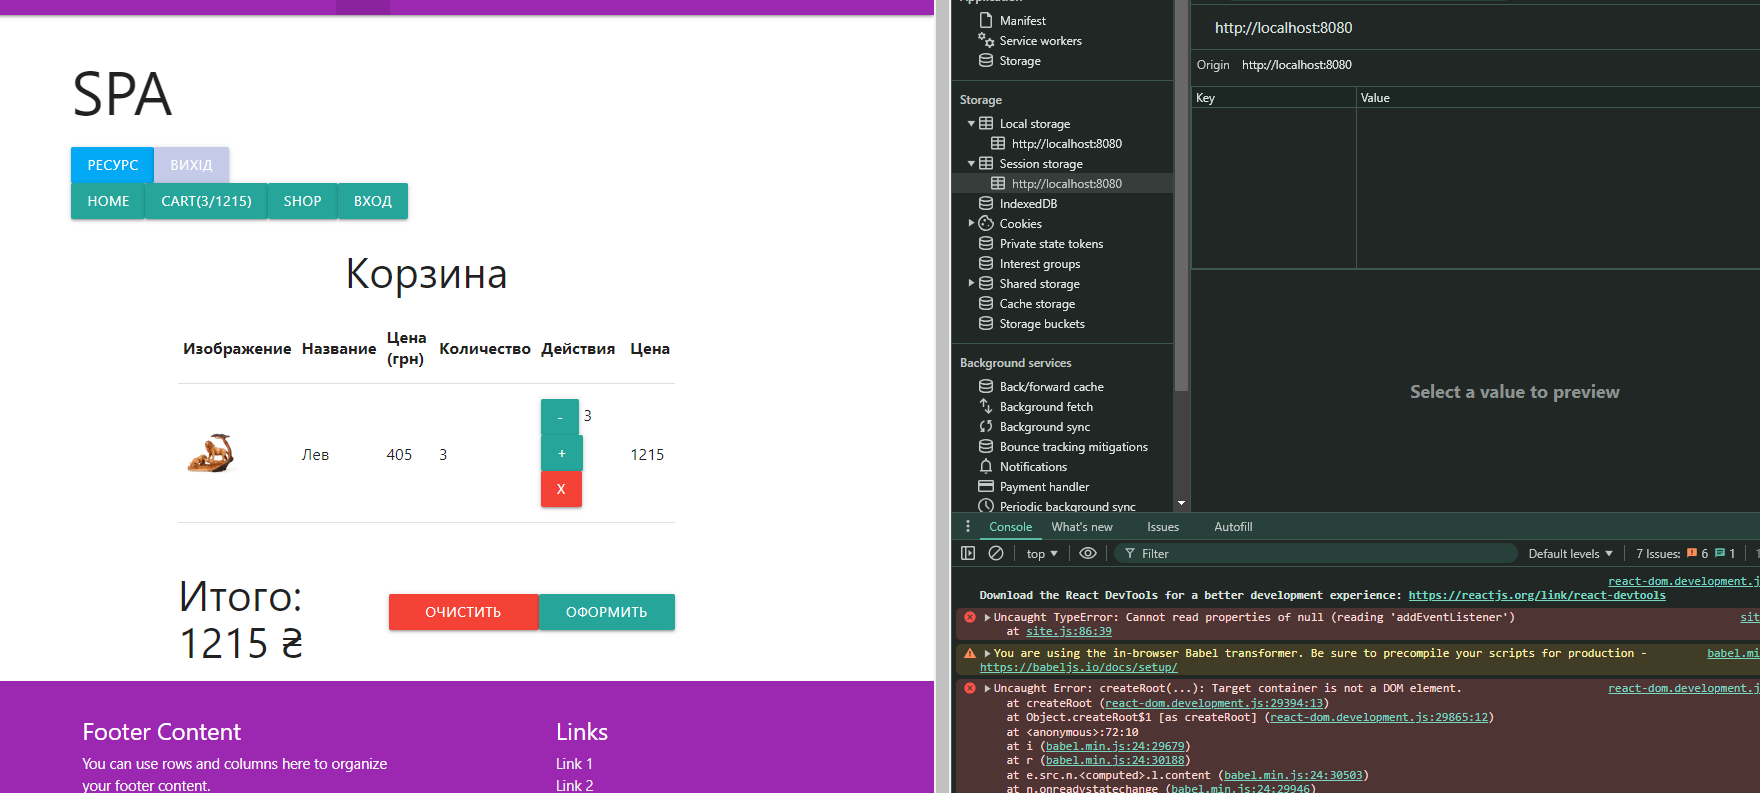 SPA
РЕСУРС
ВИХІД
HOME
CART(3/1215)
SHOP
ВХОД
Корзина
Изображение
Название
Цена
(грн)
Количество
Действия
Цена
Лев
405
3
-
3
+
X
1215
Итого:
1215 ₴
ОЧИСТИТЬ
ОФОРМИТЬ
Footer Content
You can use rows and columns here to organize
your footer content.
Links
Link 1
Link 2
Application
Manifest
Service workers
Storage
Storage
Local storage
http://localhost:8080
Session storage
http://localhost:8080
IndexedDB
Cookies
Private state tokens
Interest groups
Shared storage
Cache storage
Storage buckets
Background services
Back/forward cache
Background fetch
Background sync
Bounce tracking mitigations
Notifications
Payment handler
Periodic background sync
http://localhost:8080
Origin http://localhost:8080
Key
Value
Select a value to preview
Console
What's new
Issues
Autofill
top
Filter
Default levels
7 Issues:
6
1
react-dom.development.j
Download the React DevTools for a better development experience: https://reactjs.org/link/react-devtools
Uncaught TypeError: Cannot read properties of null (reading 'addEventListener')
sit
at site.js:86:39
You are using the in-browser Babel transformer. Be sure to precompile your scripts for production -
babel.mi
https://babeljs.io/docs/setup/
Uncaught Error: createRoot(...): Target container is not a DOM element.
react-dom.development.j
at createRoot (react-dom.development.js:29394:13)
at Object.createRoot$1 [as createRoot] (react-dom.development.js:29865:12)
at <anonymous>:72:10
at i (babel.min.js:24:29679)
at r (babel.min.js:24:30188)
at e.src.n.<computed>.l.content (babel.min.js:24:30503)
at n.onreadystatechange (babel.min.js:24:29946)